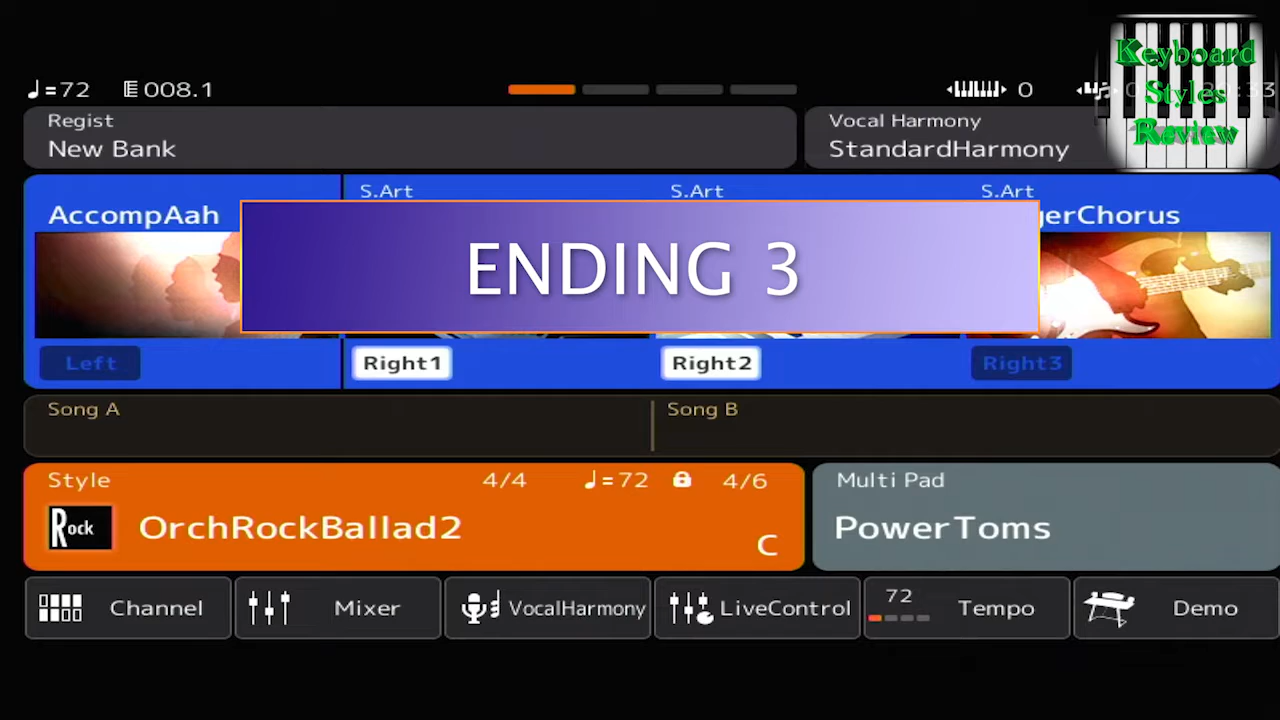 ♩=72 008.1 0
Keyboard
Styles
Review
Regist
New Bank
Vocal Harmony
StandardHarmony
S.Art S.Art S.Art
AccompAah
ENDING 3
Left Right1 Right2 Right3
Song A Song B
Style 4/4 ♩=72 4/6
Rock OrchRockBallad2 C
Multi Pad
PowerToms
Channel Mixer VocalHarmony LiveControl 72 Tempo Demo